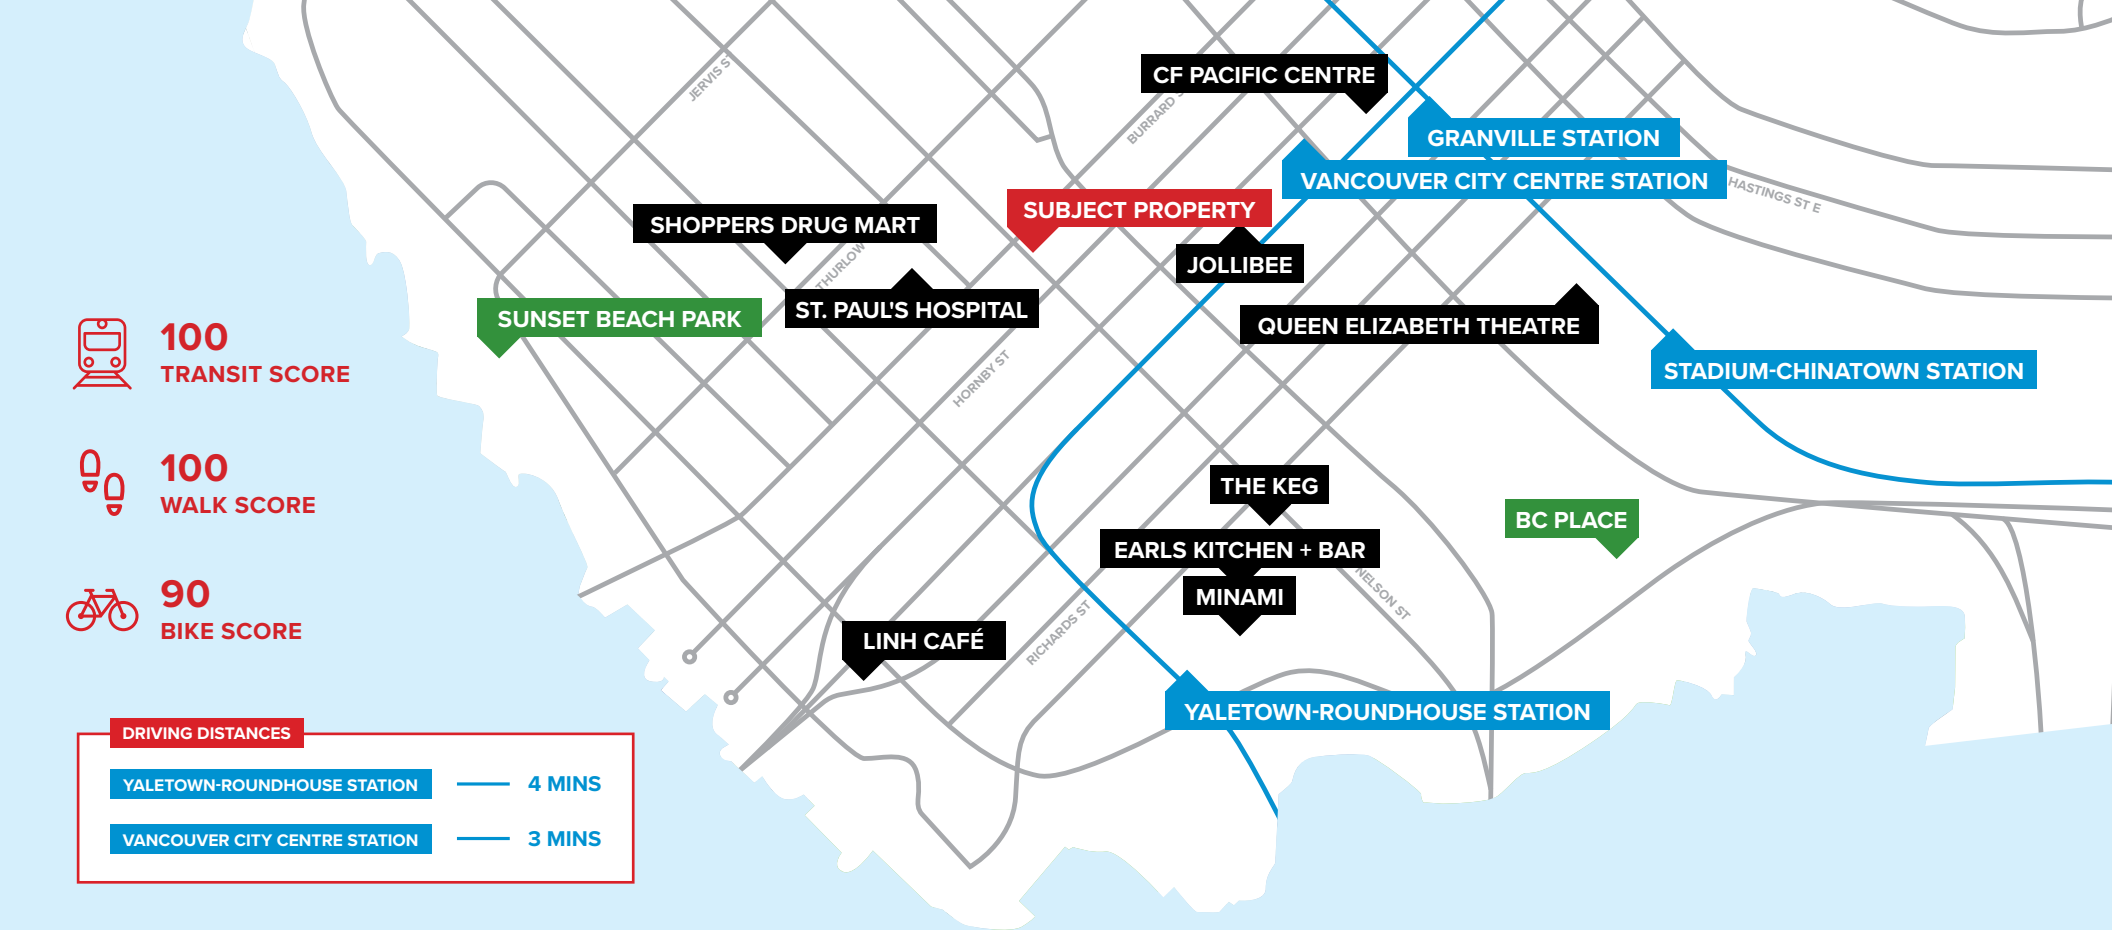 CF PACIFIC CENTRE
JERVIS ST
BURRARD S
GRANVILLE STATION
VANCOUVER CITY CENTRE STATION
HASTINGS ST E
SUBJECT PROPERTY
SHOPPERS DRUG MART
THURLOW
JOLLIBEE
ST. PAUL'S HOSPITAL
SUNSET BEACH PARK
QUEEN ELIZABETH THEATRE
STADIUM-CHINATOWN STATION
HORNBY ST
100
TRANSIT SCORE
100
WALK SCORE
90
BIKE SCORE
THE KEG
BC PLACE
EARLS KITCHEN + BAR
MINAMI
NELSON ST
RICHARDS ST
LINH CAFÉ
YALETOWN-ROUNDHOUSE STATION
DRIVING DISTANCES
YALETOWN-ROUNDHOUSE STATION 4 MINS
VANCOUVER CITY CENTRE STATION 3 MINS